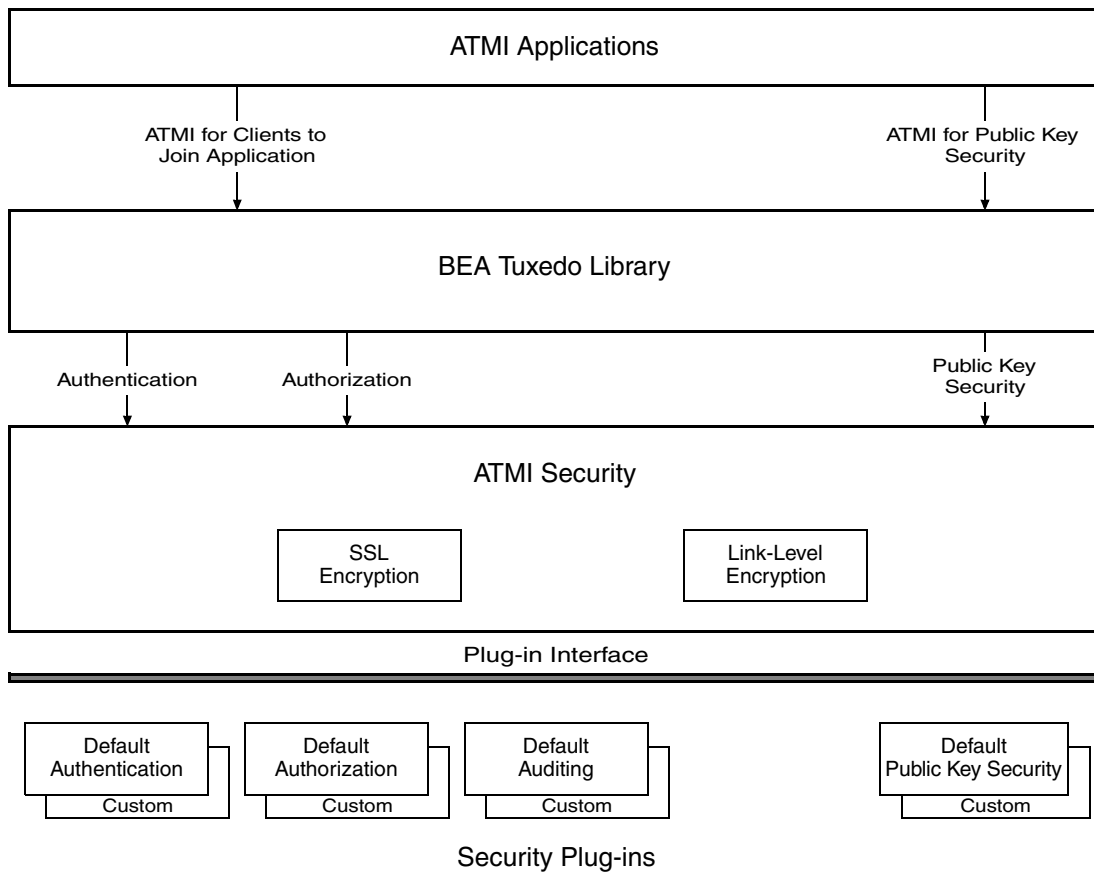 ATMI Applications
ATMI for Clients to
Join Application
ATMI for Public Key
Security
BEA Tuxedo Library
Authentication
Authorization
Public Key
Security
ATMI Security
SSL
Encryption
Link-Level
Encryption
Plug-in Interface
Default
Authentication
Custom
Default
Authorization
Custom
Default
Auditing
Custom
Default
Public Key Security
Custom
Security Plug-ins